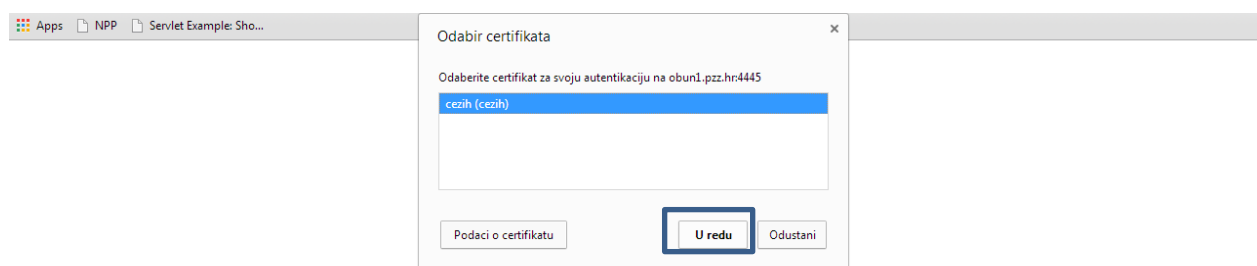 Apps NPP Servlet Example: Sho...
Odabir certifikata
Odaberite certifikat za svoju autentikaciju na obun1.pzz.hr:4445
cezih (cezih)
Podaci o certifikatu U redu Odustani